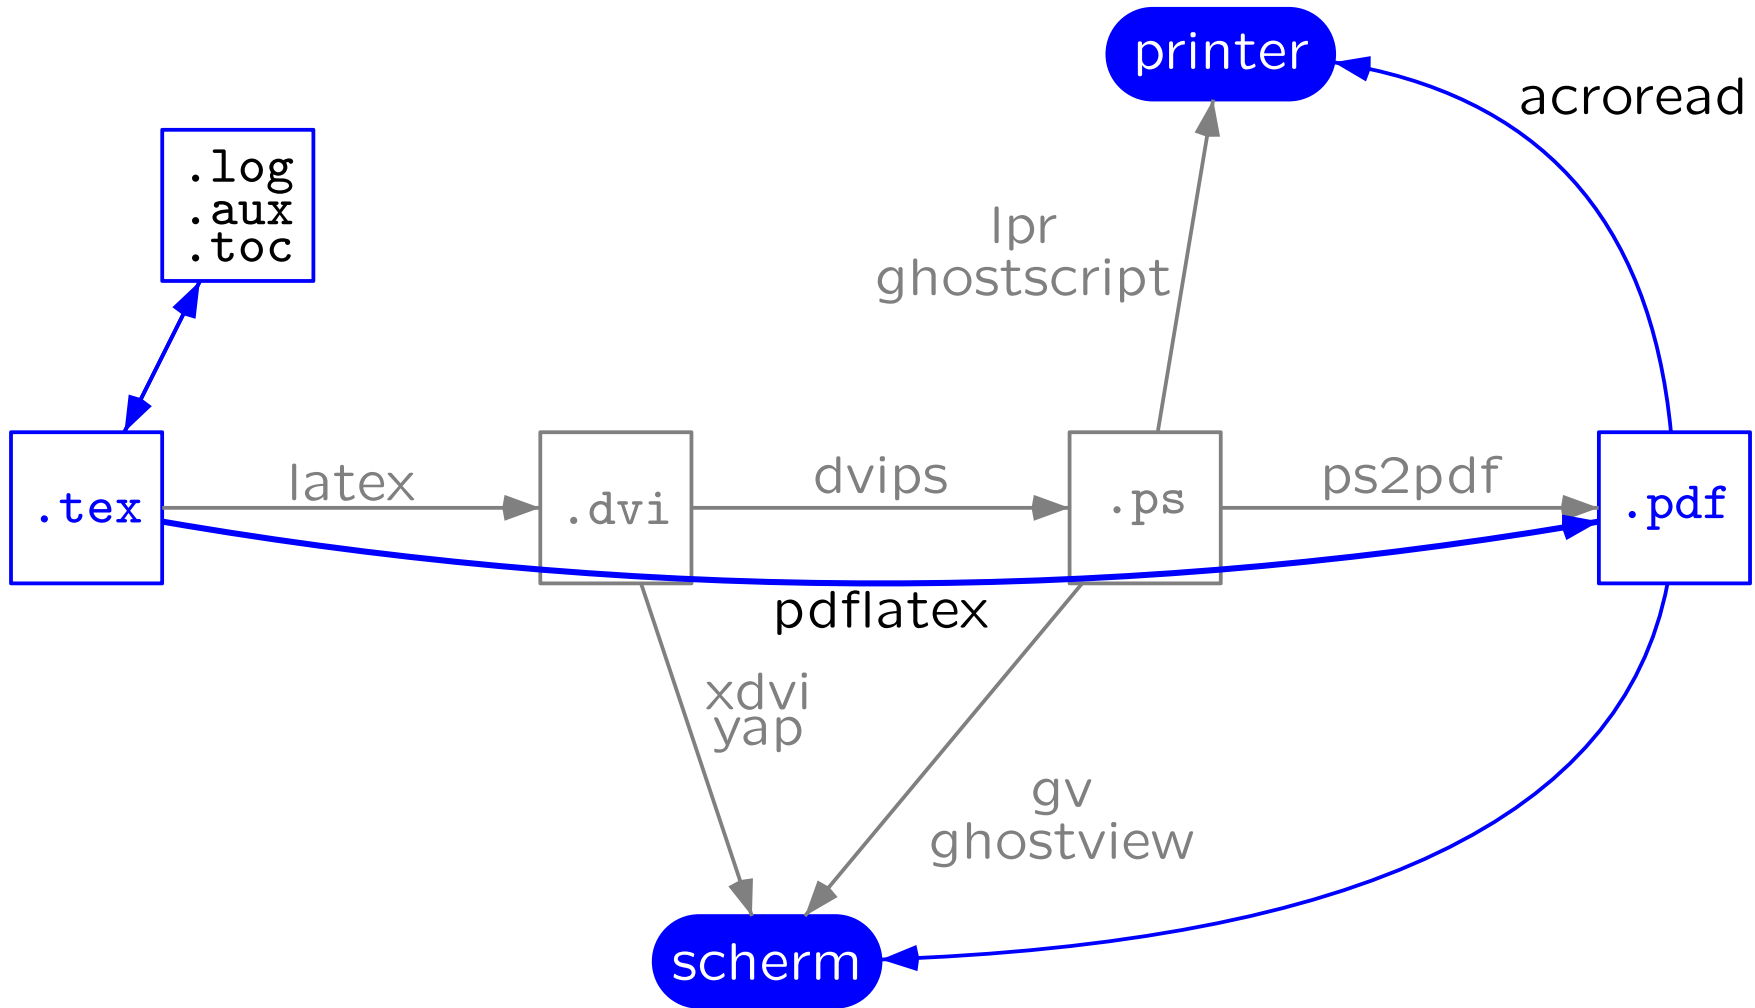 printer
acroread
.log
.aux
.toc
lpr
ghostscript
latex
dvips
ps2pdf
.tex
.dvi
.ps
.pdf
pdflatex
xdvi
yap
gv
ghostview
scherm